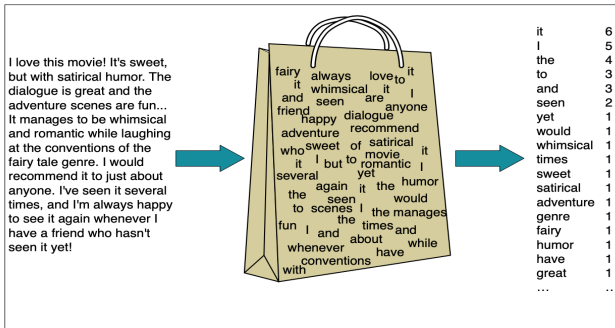 I love this movie! It's sweet,
but with satirical humor. The
dialogue is great and the
adventure scenes are fun...
It manages to be whimsical
and romantic while laughing
at the conventions of the
fairy tale genre. I would
recommend it to just about
anyone. I've seen it several
times, and I'm always happy
to see it again whenever I
have a friend who hasn't
seen it yet!
fairy always love to it
it whimsical it I
and seen are anyone
friend happy dialogue
adventure recommend
who sweet of satirical
it I but to movie it
romantic I
several yet
again it the humor
the seen would
to scenes I the manages
fun the times and
I and about while
whenever have
conventions
with
it 6
I 5
the 4
to 3
and 3
seen 2
yet 1
would 1
whimsical 1
times 1
sweet 1
satirical 1
adventure 1
genre 1
fairy 1
humor 1
have 1
great 1
... ..